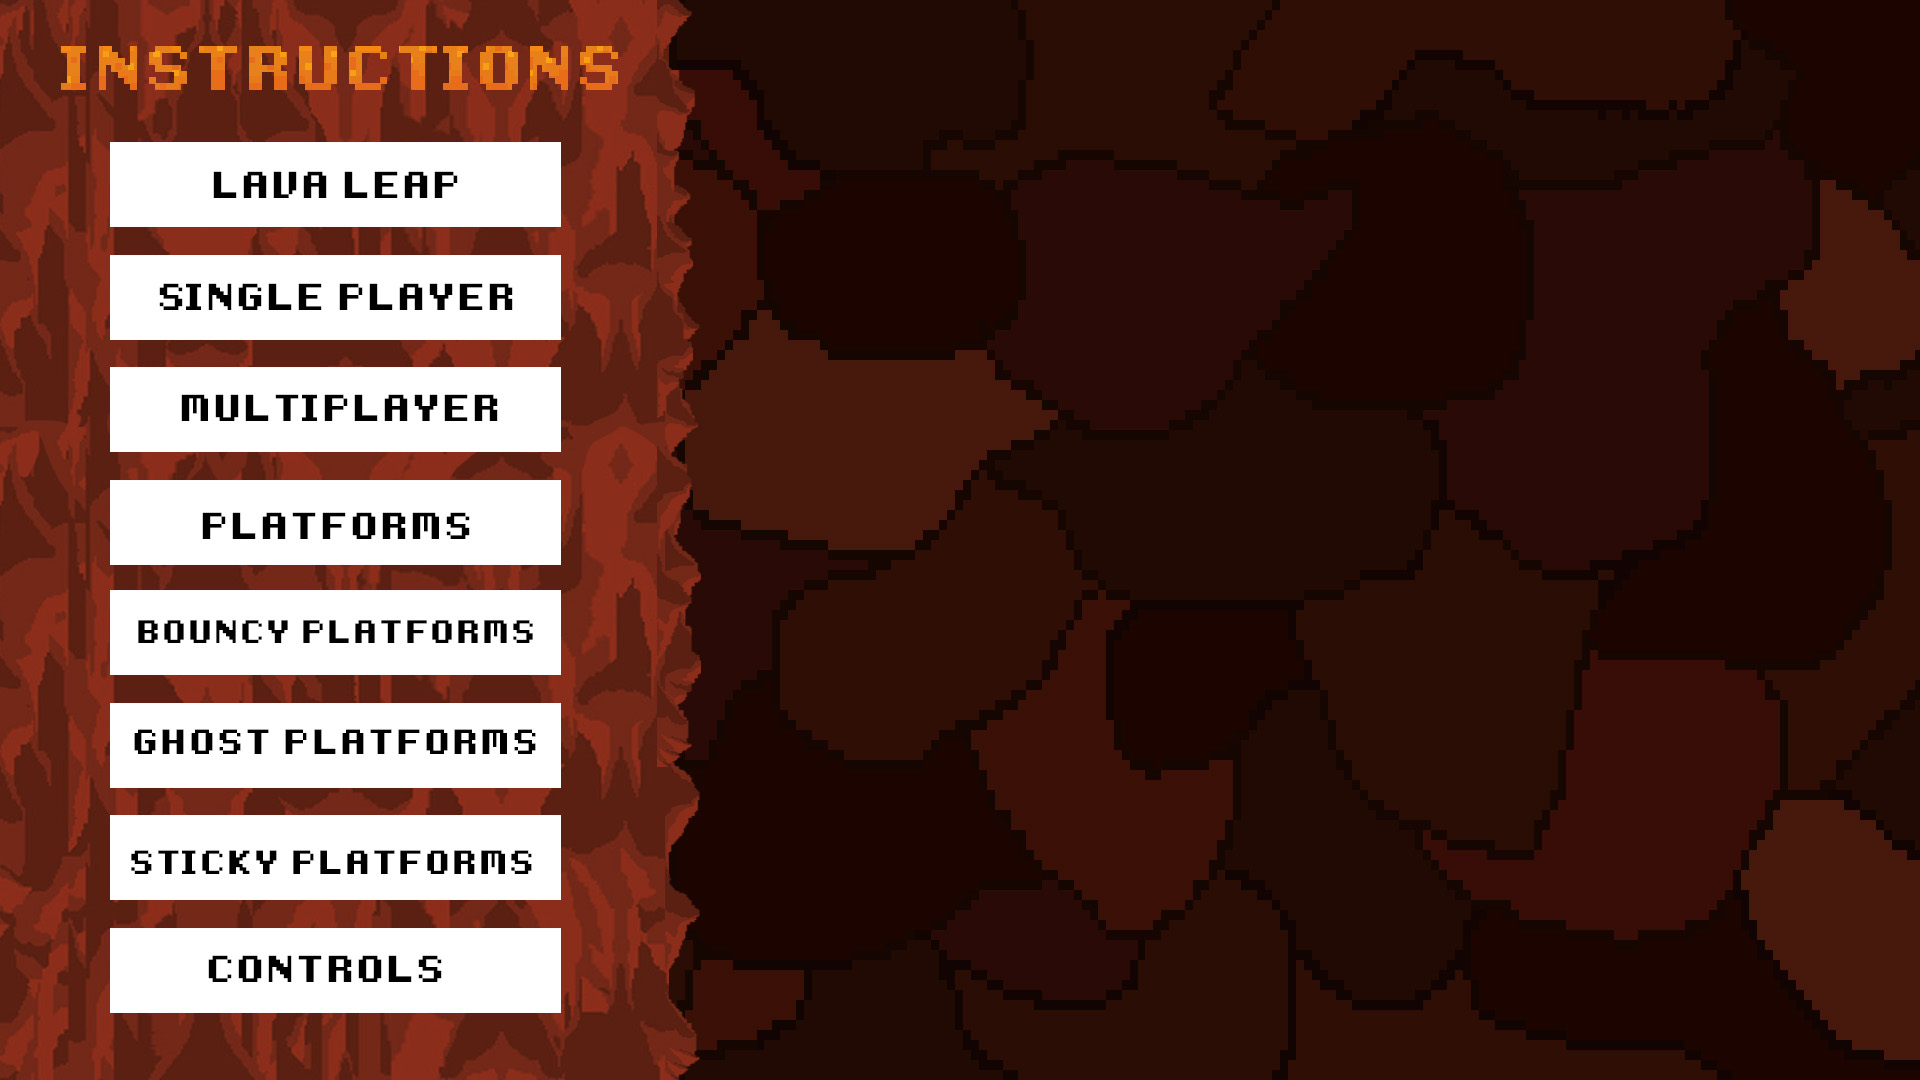 INSTRUCTIONS
LAVA LEAP
SINGLE PLAYER
MULTIPLAYER
PLATFORMS
BOUNCY PLATFORMS
GHOST PLATFORMS
STICKY PLATFORMS
CONTROLS